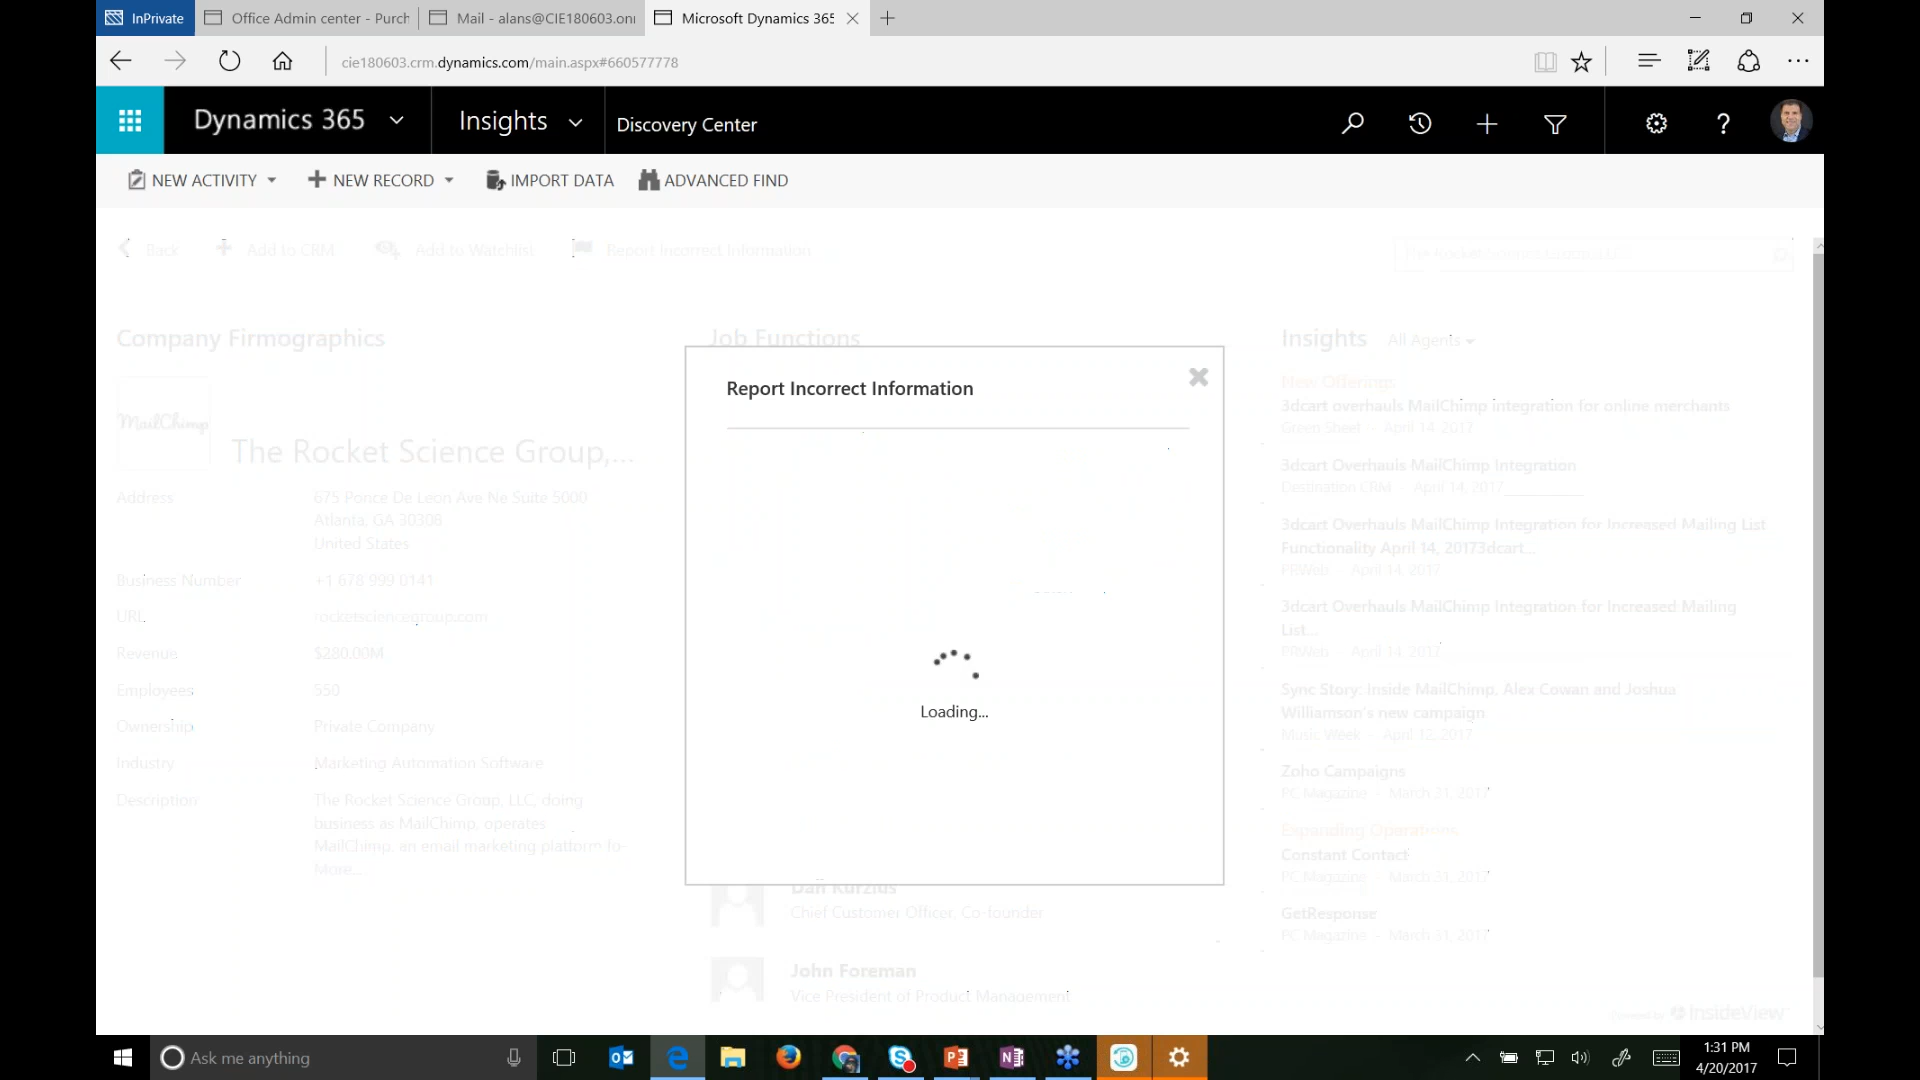 InPrivate
Office Admin center - Purch
Mail - alans@CIE180603.oni
Microsoft Dynamics 365
cie180603.crm.dynamics.com/main.aspx#660577778
Dynamics 365
Insights
Discovery Center
NEW ACTIVITY
NEW RECORD
IMPORT DATA
ADVANCED FIND
Back
Add to CRM
Add to Watchlist
Report Incorrect Information
Company Firmographics
MailChimp
The Rocket Science Group,...
Address
675 Ponce De Leon Ave Ne Suite 5000
Atlanta, GA 30308
United States
Business Number
+1 678 999 0141
URL
rocketsciencegroup.com
Revenue
$280.00M
Employees
550
Ownership
Private Company
Industry
Marketing Automation Software
Description
The Rocket Science Group, LLC, doing
business as MailChimp, operates
MailChimp, an email marketing platform fo-
More...
Job Functions
Report Incorrect Information
Loading...
Dan Kurzius
Chief Customer Officer, Co-founder
John Foreman
Vice President of Product Management
Insights
All Agents
New Offerings
3dcart overhauls MailChimp integration for online merchants
Green Sheet - April 14, 2017
3dcart Overhauls MailChimp Integration
Destination CRM - April 14, 2017
3dcart Overhauls MailChimp Integration for Increased Mailing List
Functionality April 14, 20173dcart...
PRWeb - April 14, 2017
3dcart Overhauls MailChimp Integration for Increased Mailing
List...
PRWeb - April 14, 2017
Sync Story: Inside MailChimp, Alex Cowan and Joshua
Williamson's new campaign
Music Week - April 12, 2017
Zoho Campaigns
PC Magazine - March 31, 2017
Expanding Operations
Constant Contact
PC Magazine - March 31, 2017
GetResponse
PC Magazine - March 31, 2017
InsideView
Ask me anything
1:31 PM
4/20/2017